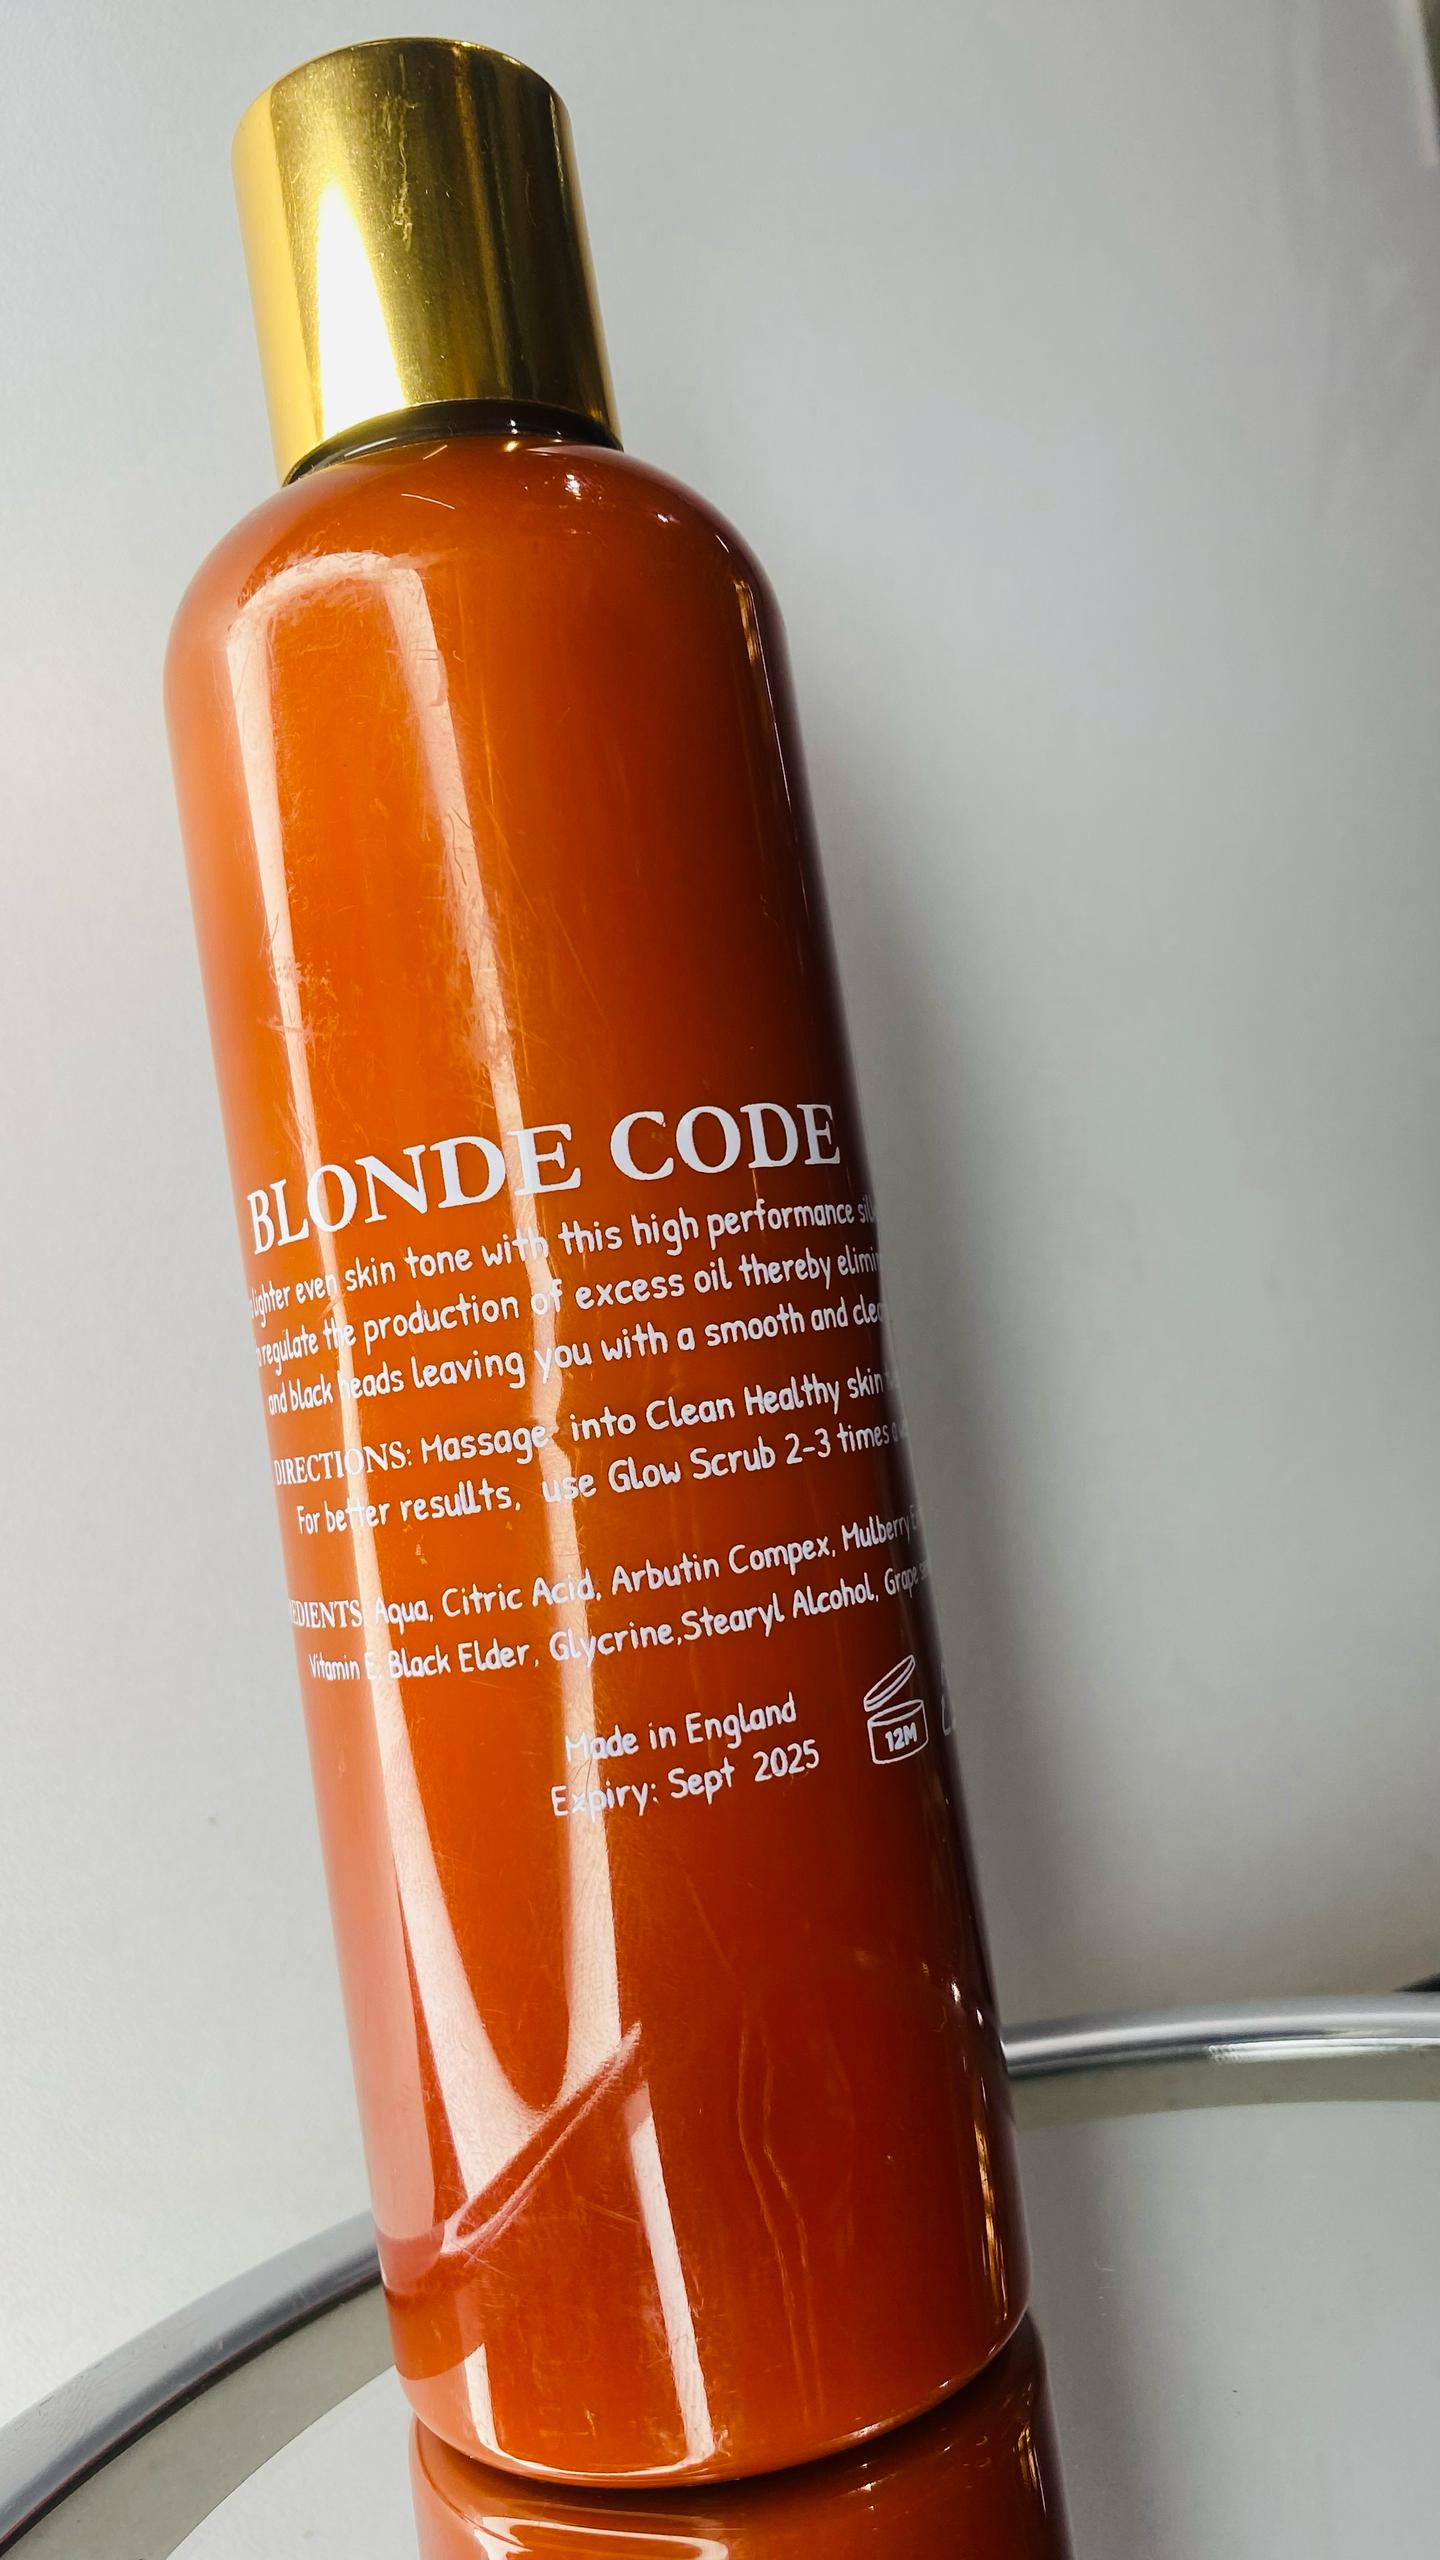 BLONDE CODE
lighter even skin tone with this high performance
regulate the production of excess oil thereby
and black heads leaving you with a smooth and
DIRECTIONS: Massage into Clean Healthy skin
For better resullts, use Glow Scrub 2-3 times
Aqua, Citric Acid, Arbutin Compex, Mulberry
Vitamin E, Black Elder, Glycrine,Stearyl Alcohol, Grape
Made in England
Expiry: Sept 2025
12M